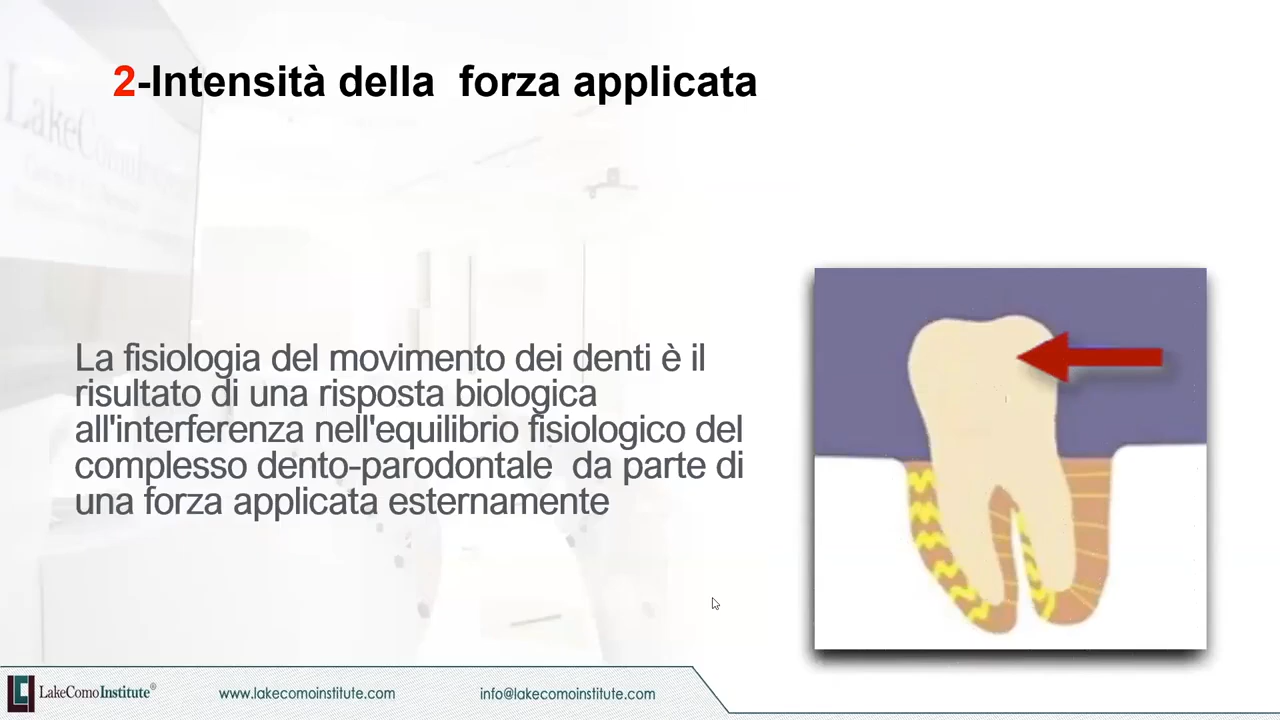 2-Intensità della  forza applicata
La fisiologia del movimento dei denti è il
risultato di una risposta biologica
all'interferenza nell'equilibrio fisiologico del
complesso dento-parodontale  da parte di
una forza applicata esternamente
LakeComoInstitute®
www.lakecomoinstitute.com
info@lakecomoinstitute.com